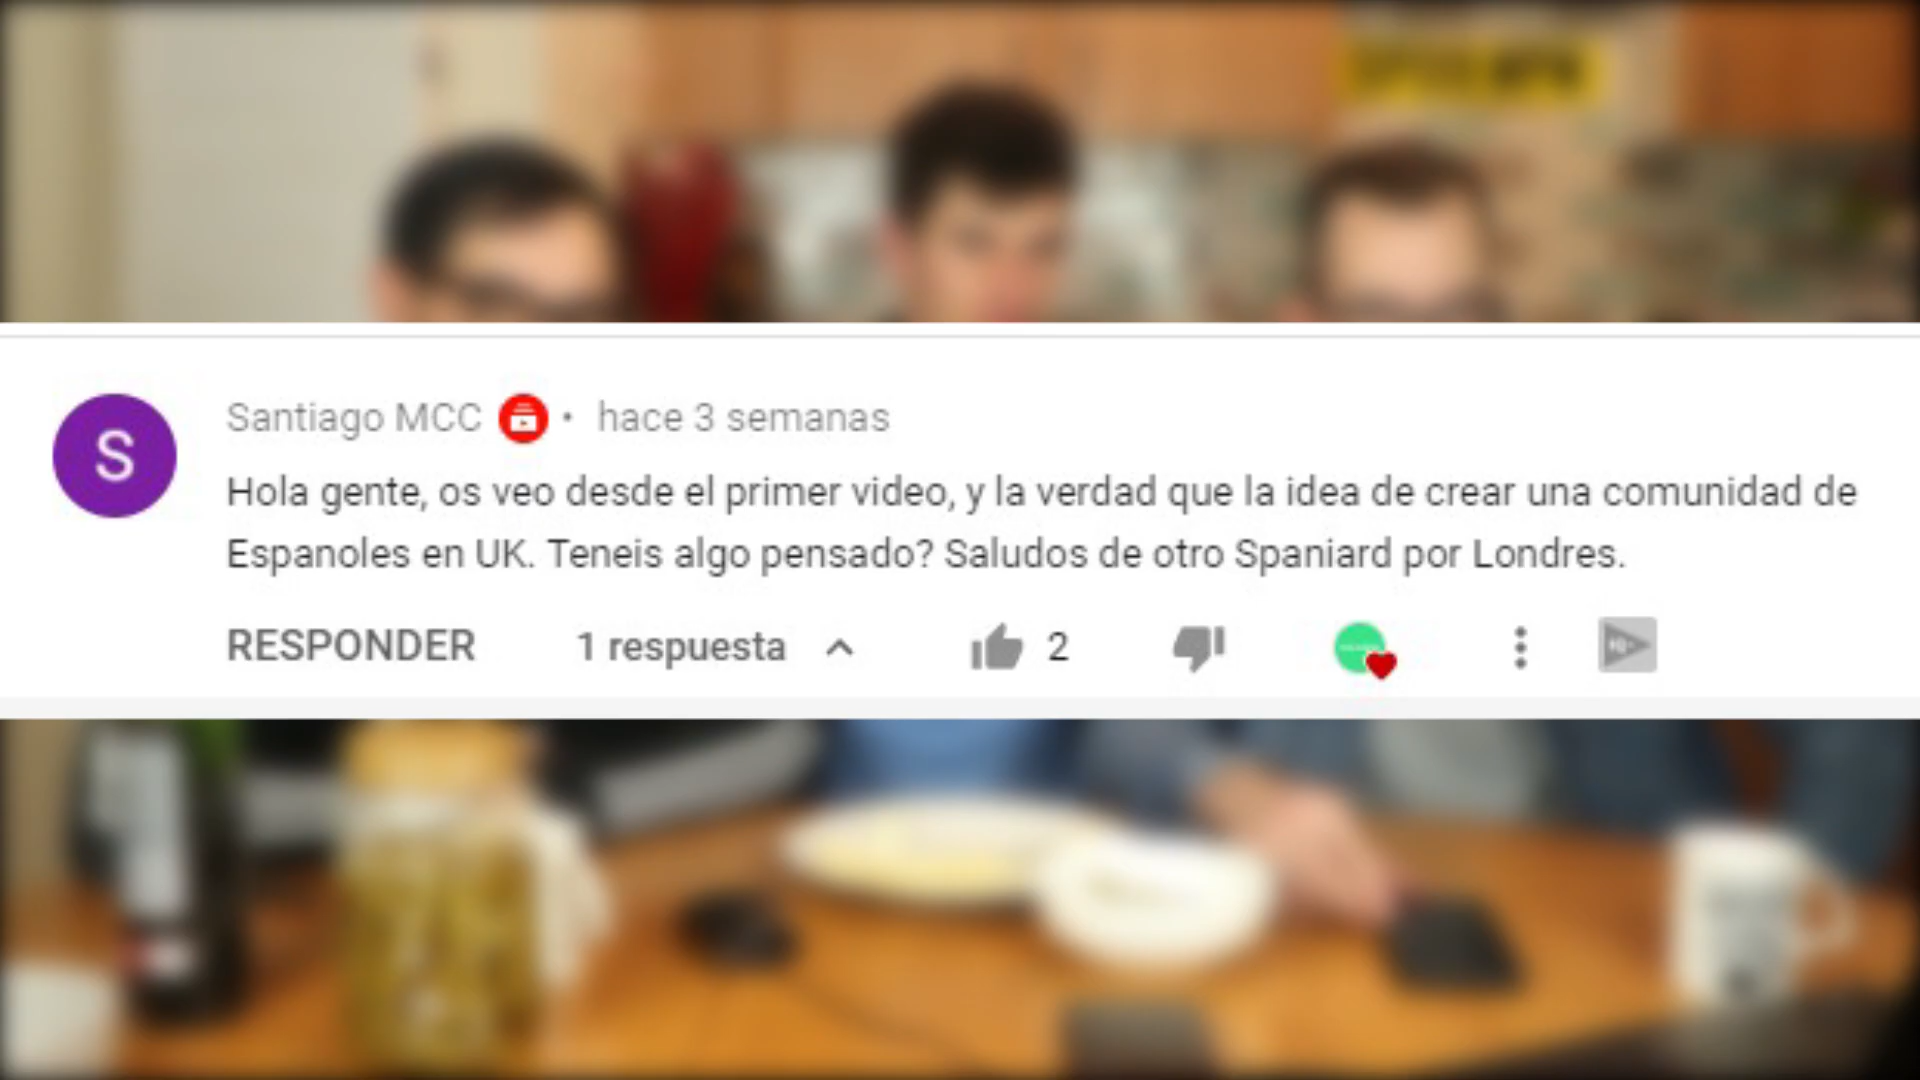 S
Santiago MCC • hace 3 semanas
Hola gente, os veo desde el primer video, y la verdad que la idea de crear una comunidad de
Espanoles en UK. Teneis algo pensado? Saludos de otro Spaniard por Londres.
RESPONDER 1 respuesta 2